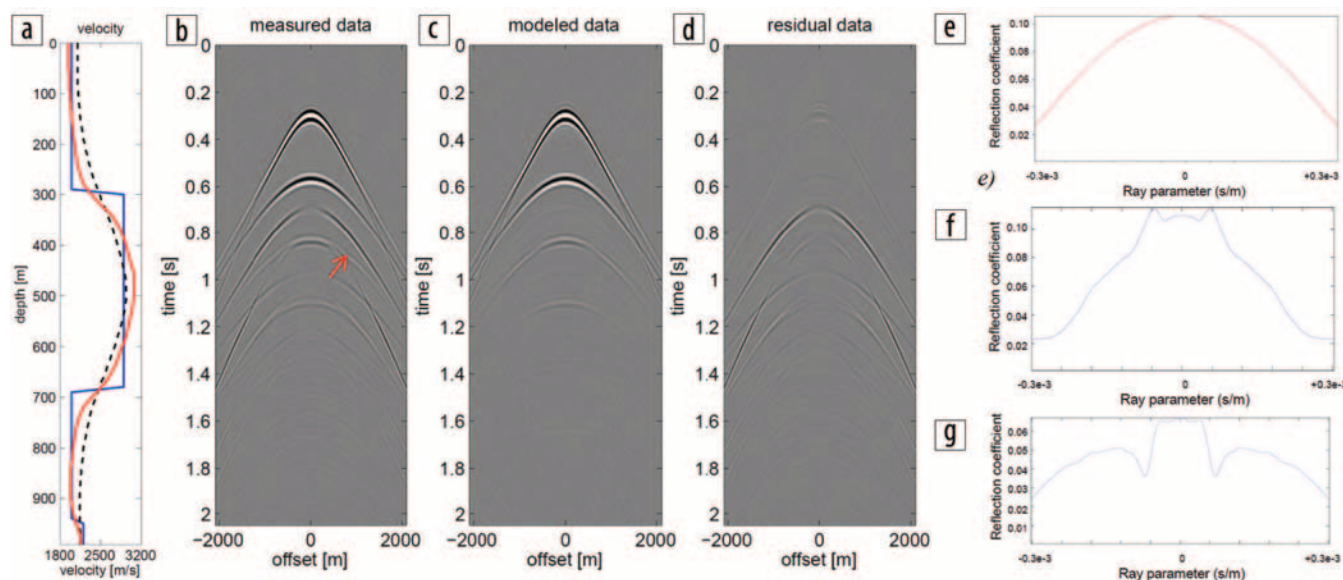 a
velocity
0
100
200
300
400
500
600
700
800
900
depth [m]
1800 2500 3200
velocity [m/s]
b
measured data
0
0.2
0.4
0.6
0.8
1
1.2
1.4
1.6
1.8
2
time [s]
−2000 0 2000
offset [m]
c
modeled data
0
0.2
0.4
0.6
0.8
1
1.2
1.4
1.6
1.8
2
time [s]
−2000 0 2000
offset [m]
d
residual data
0
0.2
0.4
0.6
0.8
1
1.2
1.4
1.6
1.8
2
time [s]
−2000 0 2000
offset [m]
e
Reflection coefficient
0.10
0.08
0.06
0.04
0.02
-0.3e-3 0 +0.3e-3
Ray parameter (s/m)
e)
f
Reflection coefficient
0.10
0.08
0.06
0.04
0.02
-0.3e-3 0 +0.3e-3
Ray parameter (s/m)
g
Reflection coefficient
0.06
0.05
0.04
0.03
0.02
0.01
-0.3e-3 0 +0.3e-3
Ray parameter (s/m)